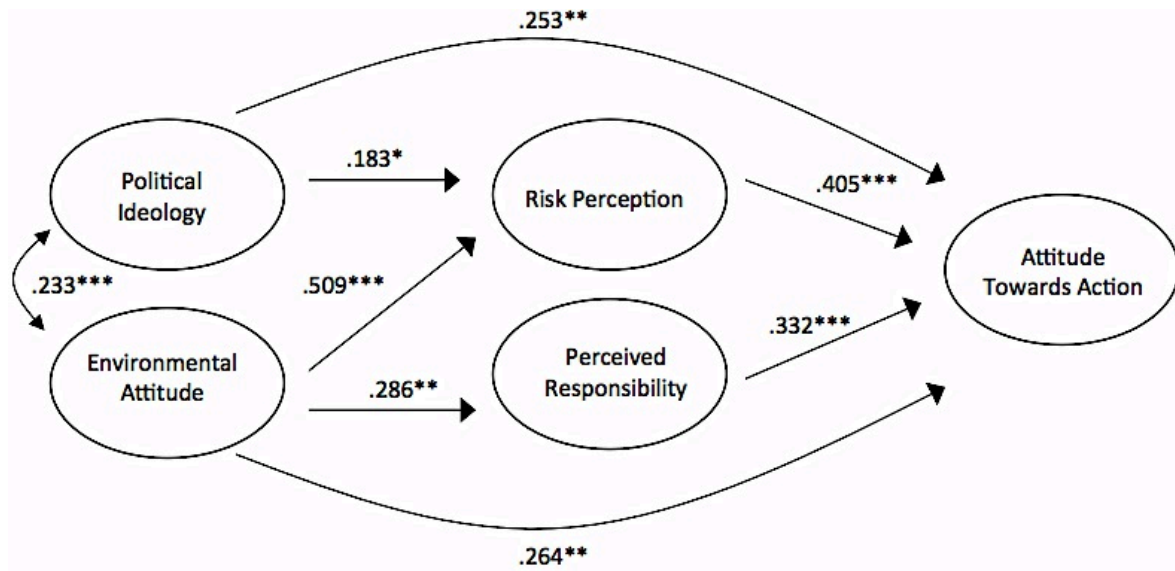 .253**
.183*
Political
Ideology
Risk Perception
.405***
Attitude
Towards Action
.233***
.509***
.332***
Environmental
Attitude
.286**
Perceived
Responsibility
.264**